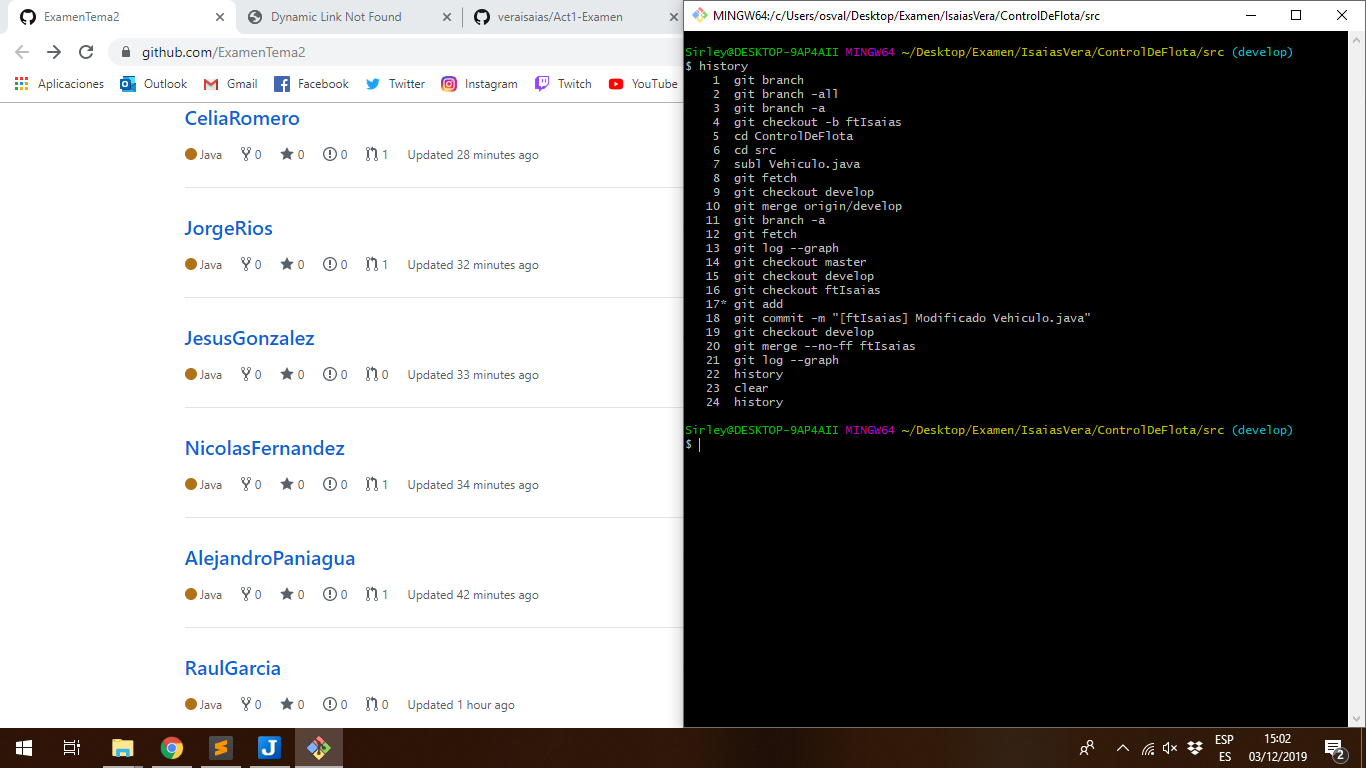 ExamenTema2
Dynamic Link Not Found
veraisaias/Act1-Examen
github.com/ExamenTema2
Aplicaciones
Outlook
Gmail
Facebook
Twitter
Instagram
Twitch
YouTube
CeliaRomero
Java 0 0 0 1 Updated 28 minutes ago
JorgeRios
Java 0 0 0 1 Updated 32 minutes ago
JesusGonzalez
Java 0 0 0 0 Updated 33 minutes ago
NicolasFernandez
Java 0 0 0 1 Updated 34 minutes ago
AlejandroPaniagua
Java 0 0 0 1 Updated 42 minutes ago
RaulGarcia
Java 0 0 0 0 Updated 1 hour ago
MINGW64:/c/Users/osval/Desktop/Examen/IsaiasVera/ControlDeFlota/src
Sirley@DESKTOP-9AP4AII MINGW64 ~/Desktop/Examen/IsaiasVera/ControlDeFlota/src (develop)
$ history
1 git branch
2 git branch -all
3 git branch -a
4 git checkout -b ftIsaias
5 cd ControlDeFlota
6 cd src
7 subl Vehiculo.java
8 git fetch
9 git checkout develop
10 git merge origin/develop
11 git branch -a
12 git fetch
13 git log --graph
14 git checkout master
15 git checkout develop
16 git checkout ftIsaias
17* git add
18 git commit -m "[ftIsaias] Modificado Vehiculo.java"
19 git checkout develop
20 git merge --no-ff ftIsaias
21 git log --graph
22 history
23 clear
24 history
Sirley@DESKTOP-9AP4AII MINGW64 ~/Desktop/Examen/IsaiasVera/ControlDeFlota/src (develop)
$
ESP
ES
15:02
03/12/2019
2